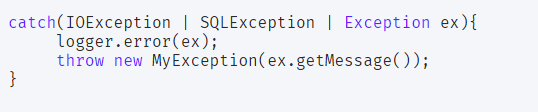 catch(IOException | SQLException | Exception ex){
     logger.error(ex);
     throw new MyException(ex.getMessage());
}